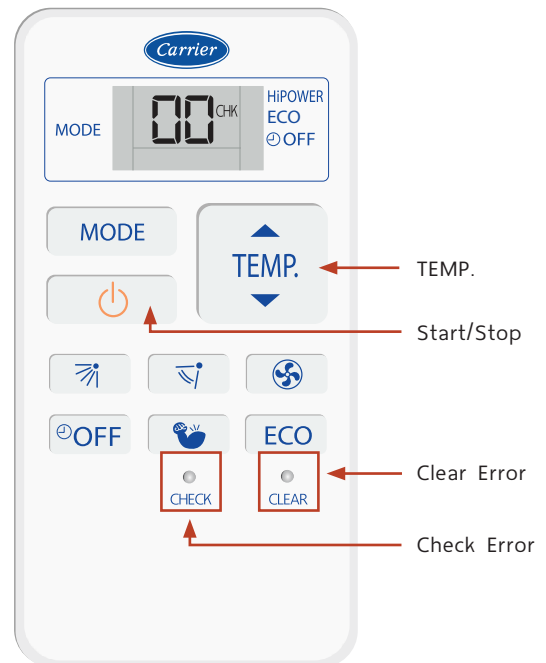 Carrier
00 CHK
HiPOWER
ECO
OFF
MODE
MODE
TEMP.
TEMP.
Start/Stop
OFF
ECO
CHECK
CLEAR
Clear Error
Check Error